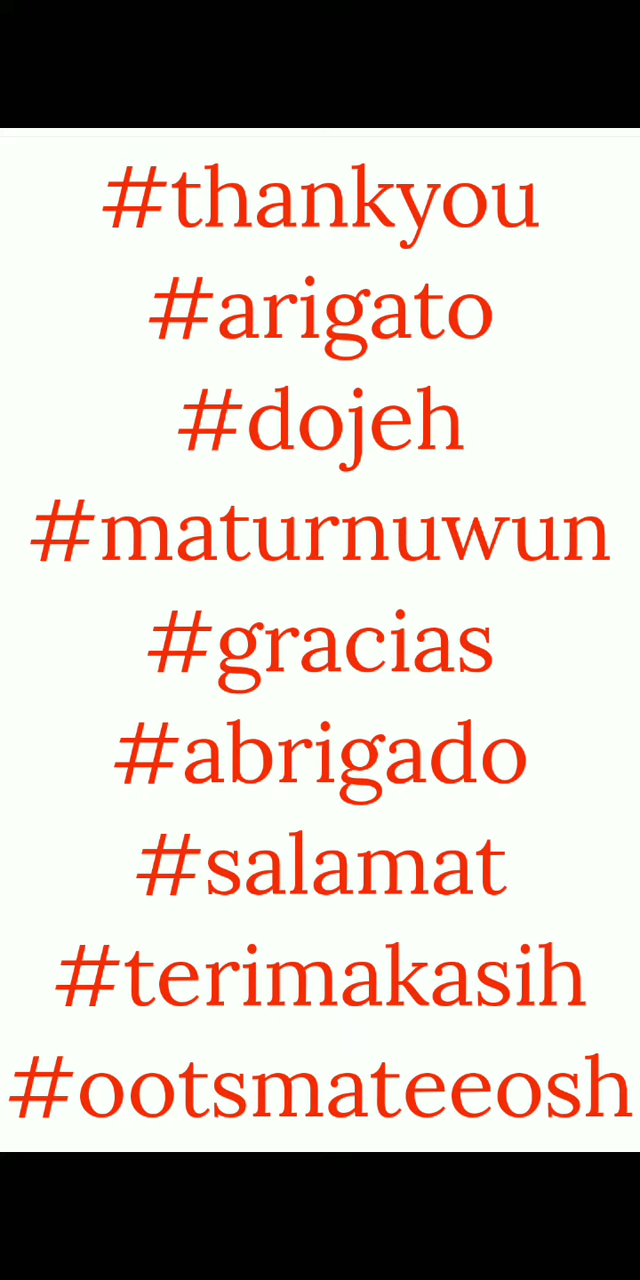 #thankyou
#arigato
#dojeh
#maturnuwun
#gracias
#abrigado
#salamat
#terimakasih
#ootsmateeosh